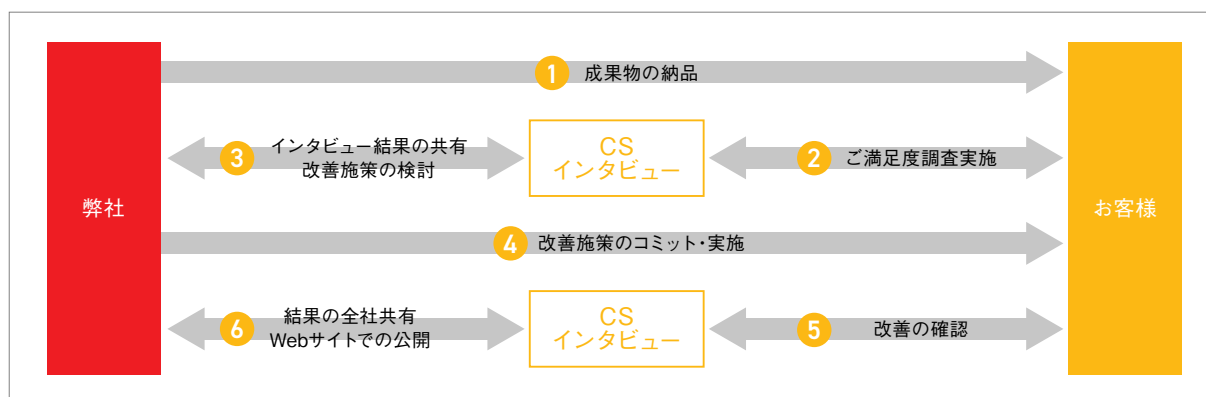 弊社
1 成果物の納品
お客様
3 インタビュー結果の共有
改善施策の検討
CS
インタビュー
2 ご満足度調査実施
4 改善施策のコミット・実施
6 結果の全社共有
Webサイトでの公開
CS
インタビュー
5 改善の確認